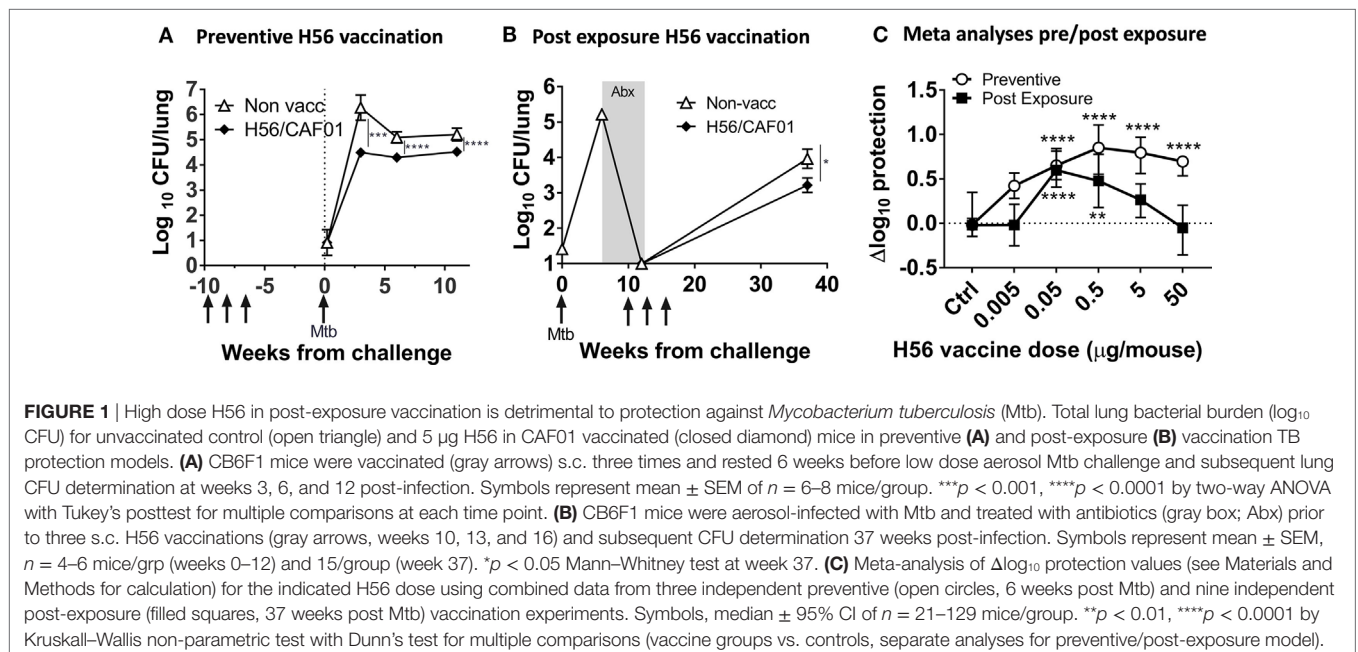 A Preventive H56 vaccination
Log 10 CFU/lung
7
6
5
4
3
2
1
0
Non vacc
H56/CAF01
***
****
****
-10 -5 0 5 10
Mtb
Weeks from challenge
B Post exposure H56 vaccination
Log10 CFU/lung
6
5
4
3
2
1
Abx
Non-vacc
H56/CAF01
*
0 10 20 30 40
Mtb
Weeks from challenge
C Meta analyses pre/post exposure
Δlog10 protection
1.5
1.0
0.5
0.0
-0.5
Preventive
Post Exposure
**** **** **** ****
**** **
Ctrl 0.005 0.05 0.5 5 50
H56 vaccine dose (μg/mouse)
FIGURE 1 | High dose H56 in post-exposure vaccination is detrimental to protection against Mycobacterium tuberculosis (Mtb). Total lung bacterial burden (log₁₀
CFU) for unvaccinated control (open triangle) and 5 µg H56 in CAF01 vaccinated (closed diamond) mice in preventive (A) and post-exposure (B) vaccination TB
protection models. (A) CB6F1 mice were vaccinated (gray arrows) s.c. three times and rested 6 weeks before low dose aerosol Mtb challenge and subsequent lung
CFU determination at weeks 3, 6, and 12 post-infection. Symbols represent mean ± SEM of n = 6–8 mice/group. ***p < 0.001, ****p < 0.0001 by two-way ANOVA
with Tukey's posttest for multiple comparisons at each time point. (B) CB6F1 mice were aerosol-infected with Mtb and treated with antibiotics (gray box; Abx) prior
to three s.c. H56 vaccinations (gray arrows, weeks 10, 13, and 16) and subsequent CFU determination 37 weeks post-infection. Symbols represent mean ± SEM,
n = 4–6 mice/grp (weeks 0–12) and 15/group (week 37). *p < 0.05 Mann–Whitney test at week 37. (C) Meta-analysis of Δlog₁₀ protection values (see Materials and
Methods for calculation) for the indicated H56 dose using combined data from three independent preventive (open circles, 6 weeks post Mtb) and nine independent
post-exposure (filled squares, 37 weeks post Mtb) vaccination experiments. Symbols, median ± 95% CI of n = 21–129 mice/group. **p < 0.01, ****p < 0.0001 by
Kruskall–Wallis non-parametric test with Dunn's test for multiple comparisons (vaccine groups vs. controls, separate analyses for preventive/post-exposure model).